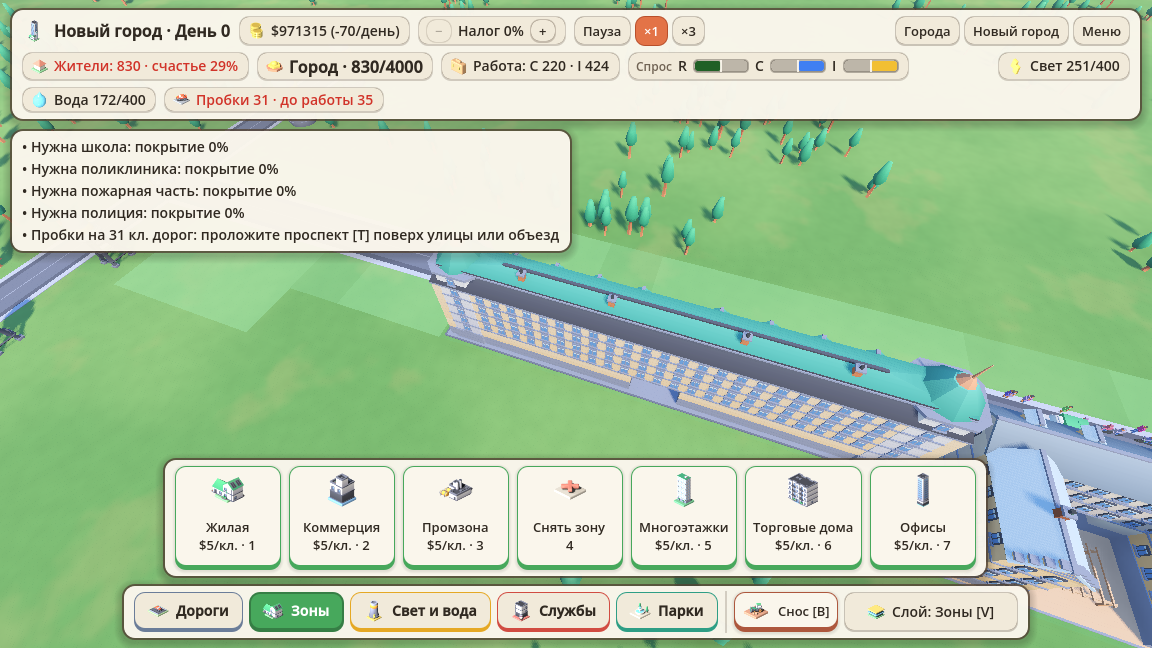 Новый город · День 0
$971315 (-70/день)
− Налог 0% +
Пауза
×1
×3
Города
Новый город
Меню
Жители: 830 · счастье 29%
Город · 830/4000
Работа: C 220 · I 424
Спрос R C I
Свет 251/400
Вода 172/400
Пробки 31 · до работы 35
• Нужна школа: покрытие 0%
• Нужна поликлиника: покрытие 0%
• Нужна пожарная часть: покрытие 0%
• Нужна полиция: покрытие 0%
• Пробки на 31 кл. дорог: проложите проспект [T] поверх улицы или объезд
Жилая
$5/кл. · 1
Коммерция
$5/кл. · 2
Промзона
$5/кл. · 3
Снять зону
4
Многоэтажки
$5/кл. · 5
Торговые дома
$5/кл. · 6
Офисы
$5/кл. · 7
Дороги
Зоны
Свет и вода
Службы
Парки
Снос [B]
Слой: Зоны [V]